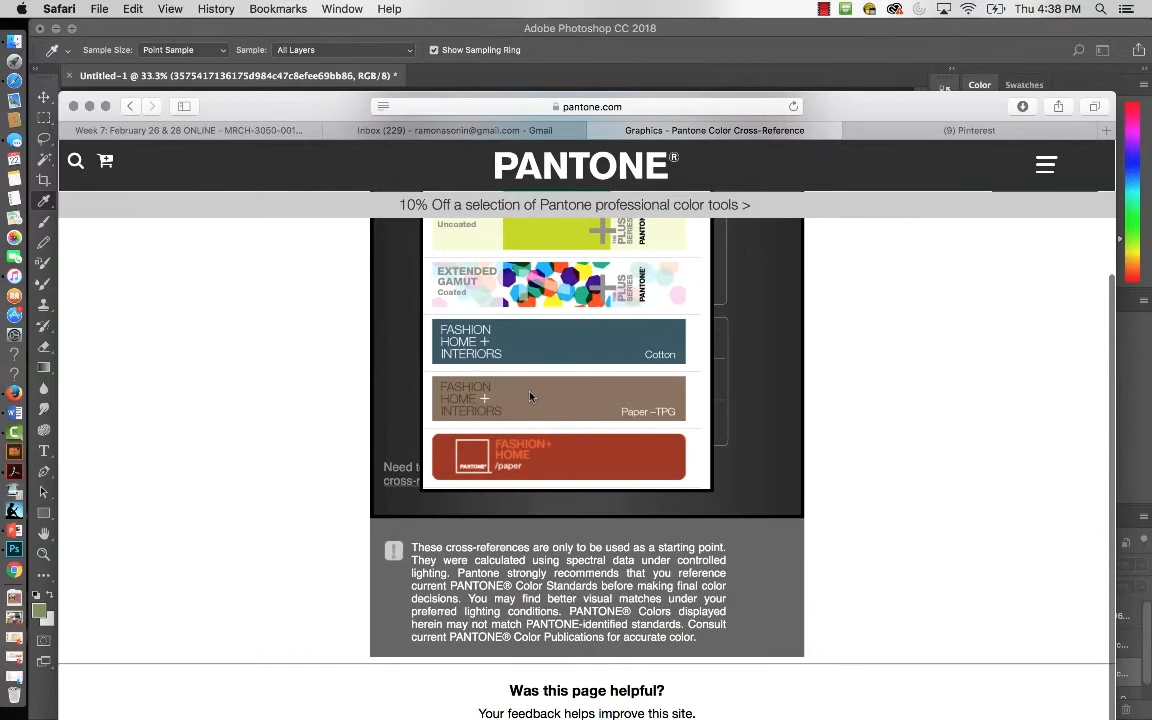 Safari File Edit View History Bookmarks Window Help Thu 4:38 PM
Adobe Photoshop CC 2018
Sample Size: Point Sample Sample: All Layers Show Sampling Ring
Untitled-1 @ 33.3% (3575417136175d984c47c8efee69bb86, RGB/8) *
Color Swatches
pantone.com
Week 7: February 26 & 28 ONLINE - MRCH-3050-001...
Inbox (229) - ramonasonin@gmail.com - Gmail
Graphics - Pantone Color Cross-Reference
(9) Pinterest
PANTONE®
10% Off a selection of Pantone professional color tools >
Uncoated
PLUS
SERIES
PANTONE®
EXTENDED
GAMUT
Coated
PLUS
SERIES
PANTONE®
FASHION
HOME +
INTERIORS
Cotton
FASHION
HOME +
INTERIORS
Paper –TPG
PANTONE®
FASHION+
HOME
/paper
Need
cross-r
These cross-references are only to be used as a starting point.
They were calculated using spectral data under controlled
lighting. Pantone strongly recommends that you reference
current PANTONE® Color Standards before making final color
decisions. You may find better visual matches under your
preferred lighting conditions. PANTONE® Colors displayed
herein may not match PANTONE-identified standards. Consult
current PANTONE® Color Publications for accurate color.
Was this page helpful?
Your feedback helps improve this site.